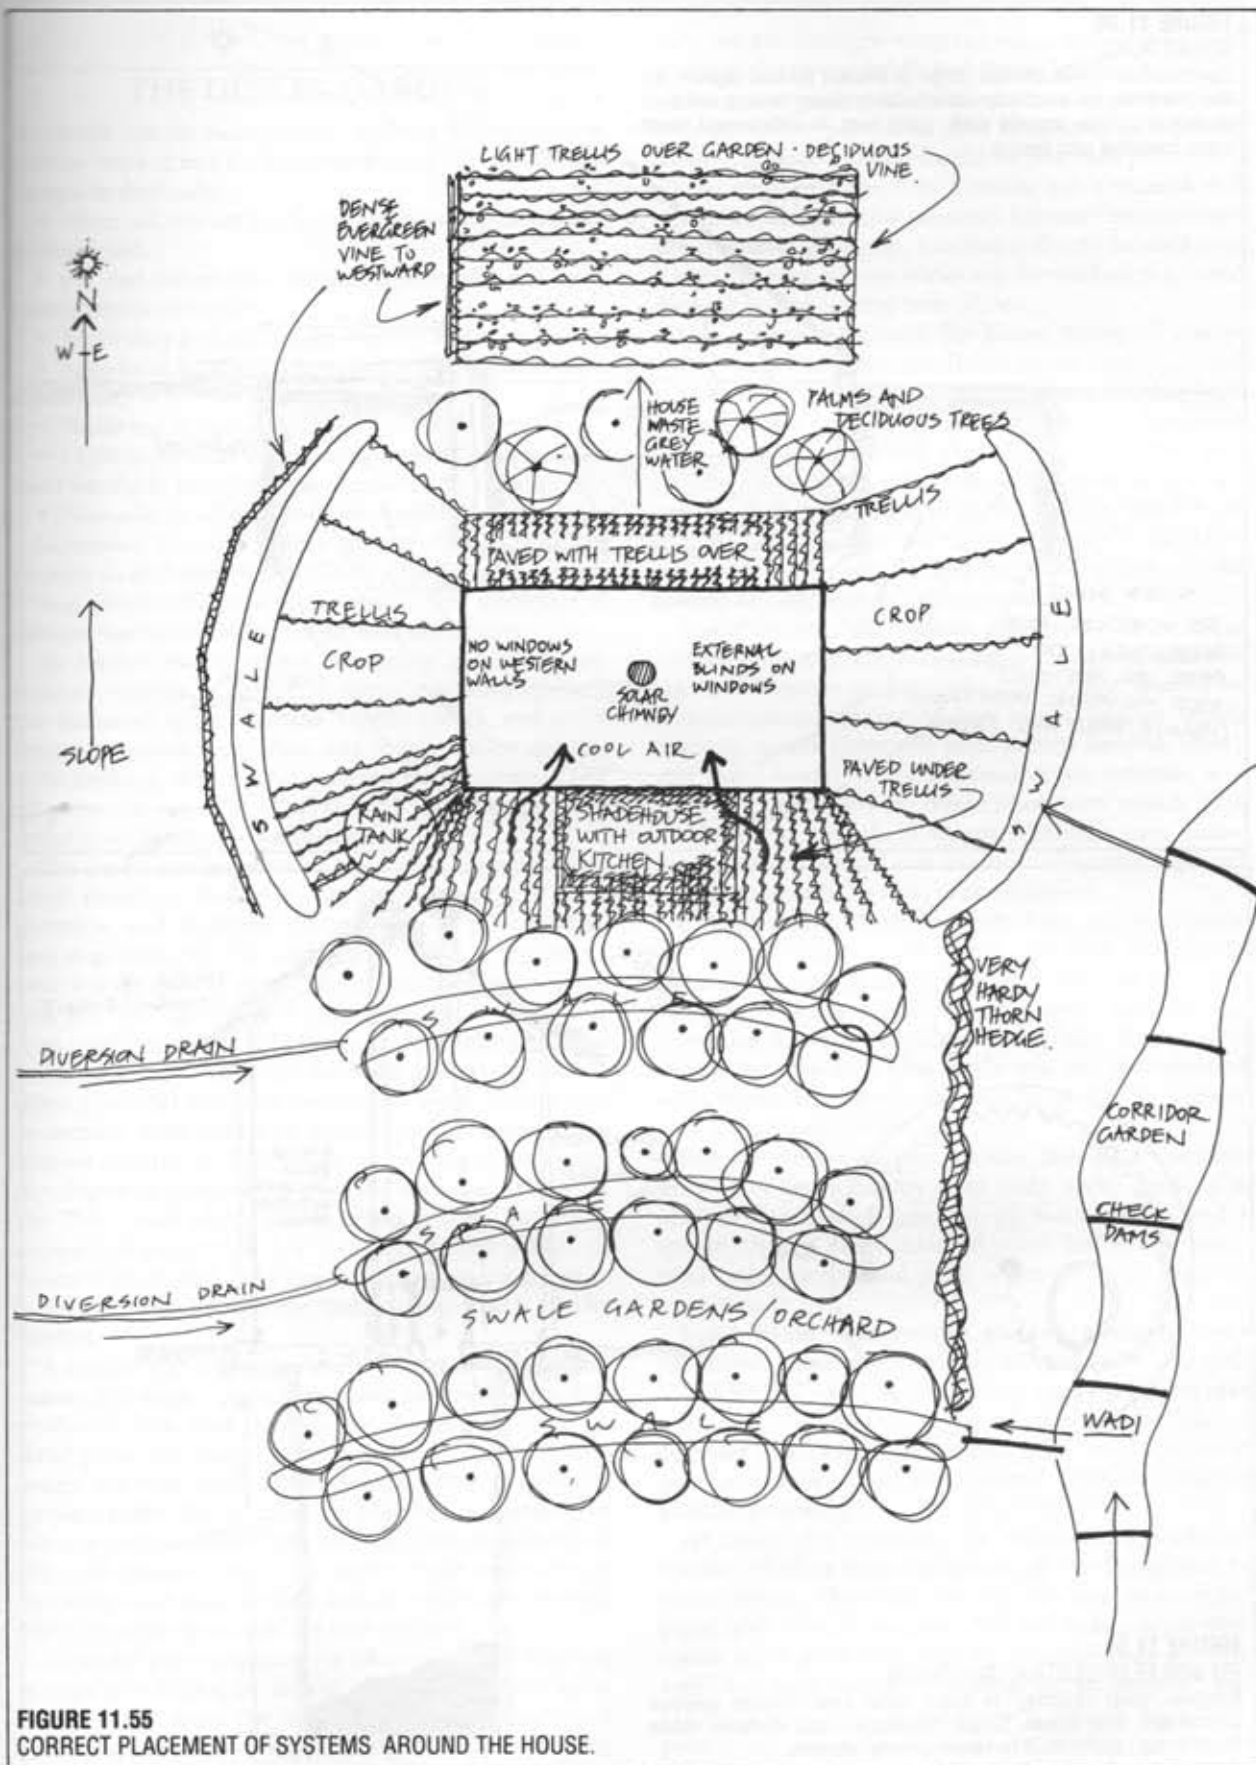 LIGHT TRELLIS OVER GARDEN · DECIDUOUS
VINE
DENSE
EVERGREEN
VINE TO
WESTWARD
N
W E
HOUSE
WASTE
GREY
WATER
PALMS AND
DECIDUOUS TREES
TRELLIS
PAVED WITH TRELLIS OVER
SWALE
TRELLIS
CROP
NO WINDOWS
ON WESTERN
WALLS
SOLAR
CHIMNEY
EXTERNAL
BLINDS ON
WINDOWS
CROP
SWALE
SLOPE
COOL AIR
PAVED UNDER
TRELLIS
RAIN
TANK
SHADEHOUSE
WITH OUTDOOR
KITCHEN
VERY
HARDY
THORN
HEDGE.
SWALE
DIVERSION DRAIN
CORRIDOR
GARDEN
SWALE
CHECK
DAMS
DIVERSION DRAIN
SWALE GARDENS/ORCHARD
SWALE
WADI
FIGURE 11.55
CORRECT PLACEMENT OF SYSTEMS AROUND THE HOUSE.